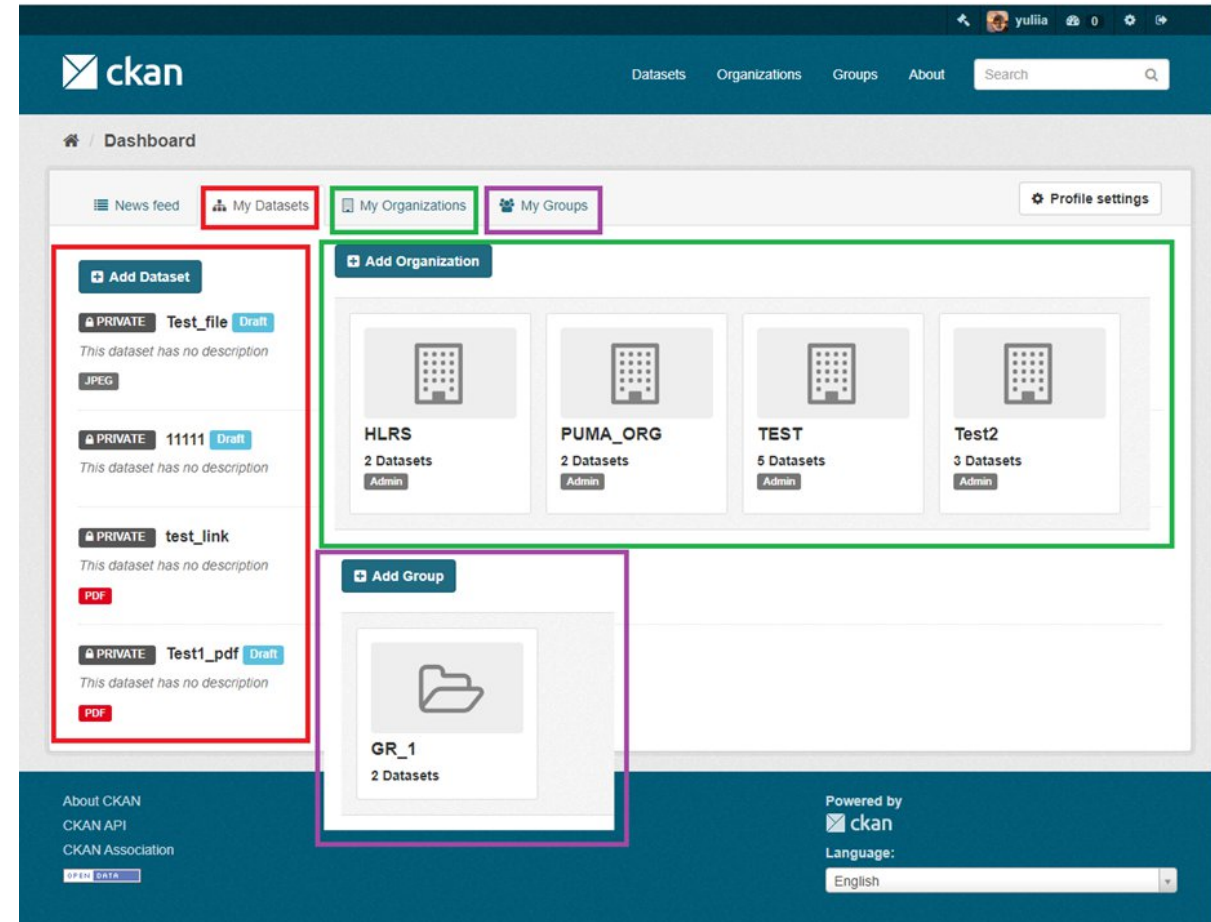 yuliia 0
ckan
Datasets Organizations Groups About Search
/ Dashboard
News feed My Datasets My Organizations My Groups Profile settings
Add Dataset
PRIVATE Test_file Draft
This dataset has no description
JPEG
PRIVATE 11111 Draft
This dataset has no description
PRIVATE test_link
This dataset has no description
PDF
PRIVATE Test1_pdf Draft
This dataset has no description
PDF
Add Organization
HLRS
2 Datasets
Admin
PUMA_ORG
2 Datasets
Admin
TEST
5 Datasets
Admin
Test2
3 Datasets
Admin
Add Group
GR_1
2 Datasets
About CKAN
CKAN API
CKAN Association
OPEN DATA
Powered by
ckan
Language:
English